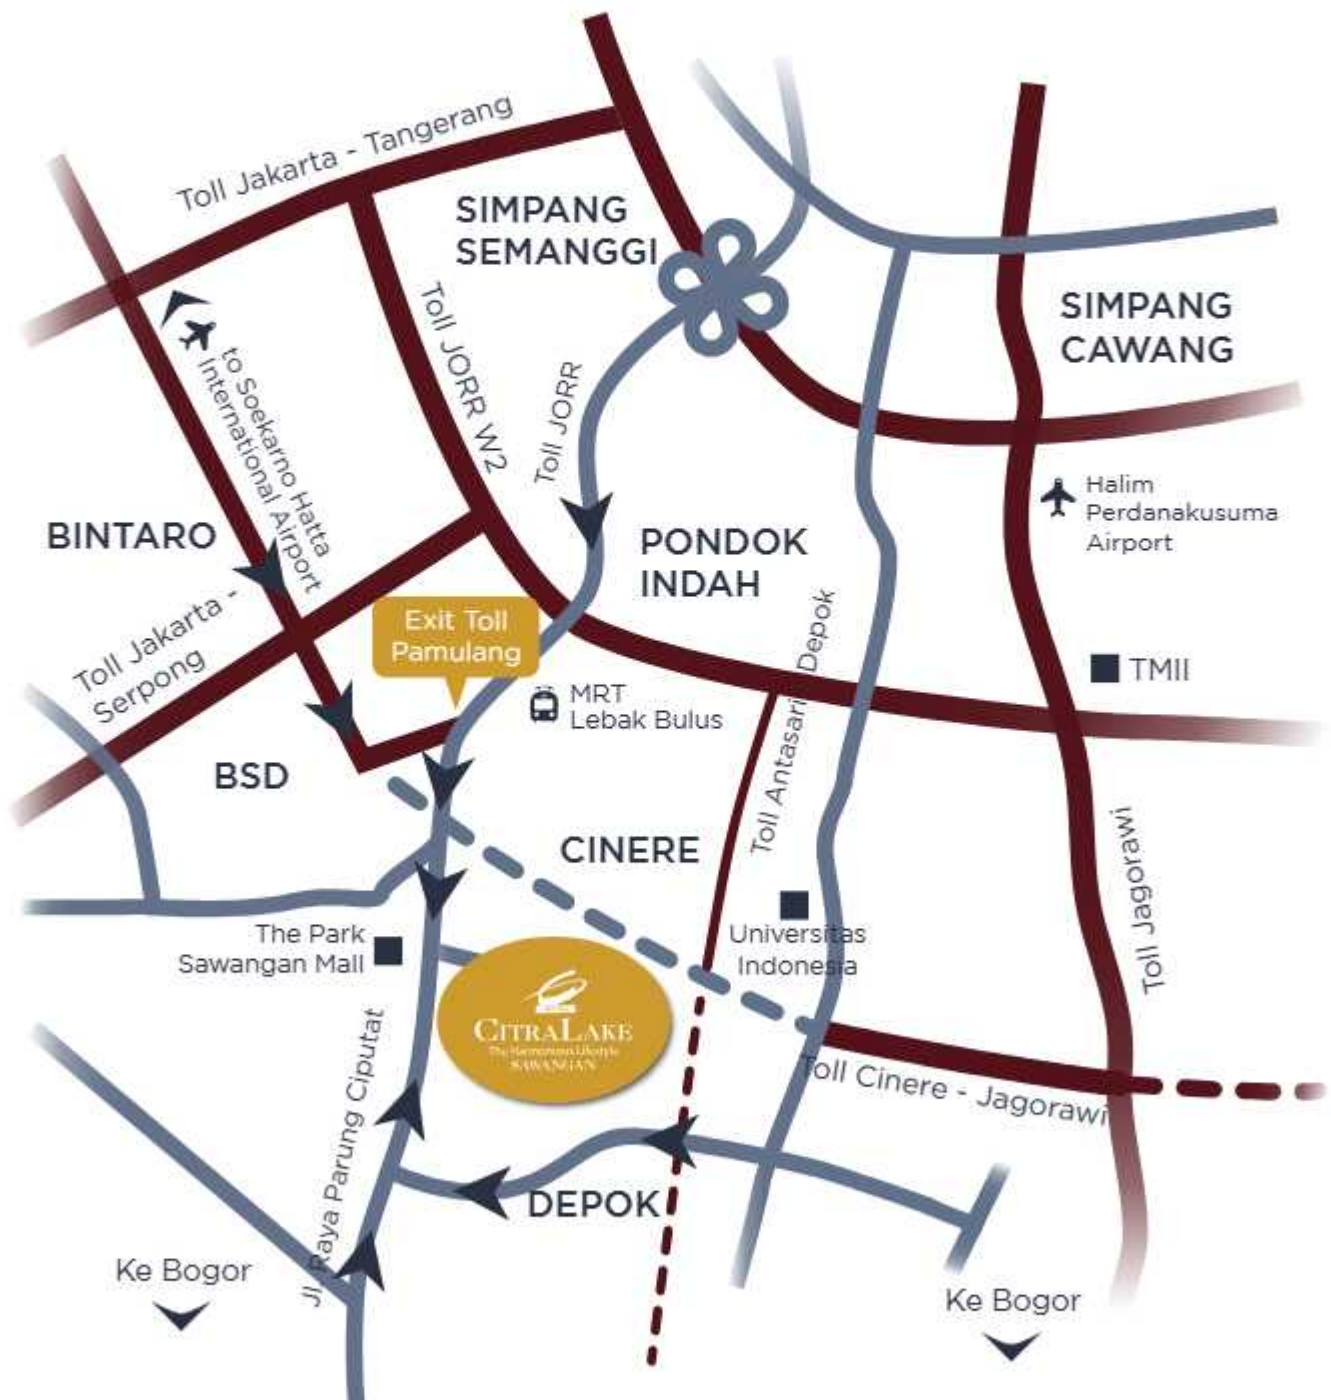 Toll Jakarta - Tangerang
SIMPANG
SEMANGGI
SIMPANG
CAWANG
Toll JORR W2
Toll JORR
to Soekarno Hatta
International Airport
BINTARO
Halim
Perdanakusuma
Airport
PONDOK
INDAH
Toll Jakarta -
Serpong
Exit Toll
Pamulang
Toll Antasari Depok
TMII
MRT
Lebak Bulus
BSD
CINERE
Toll Jagorawi
The Park
Sawangan Mall
Universitas
Indonesia
CITRALAKE
The Harmonious Lifestyle
SAWANGAN
Jl. Raya Parung Ciputat
Toll Cinere - Jagorawi
DEPOK
Ke Bogor
Ke Bogor